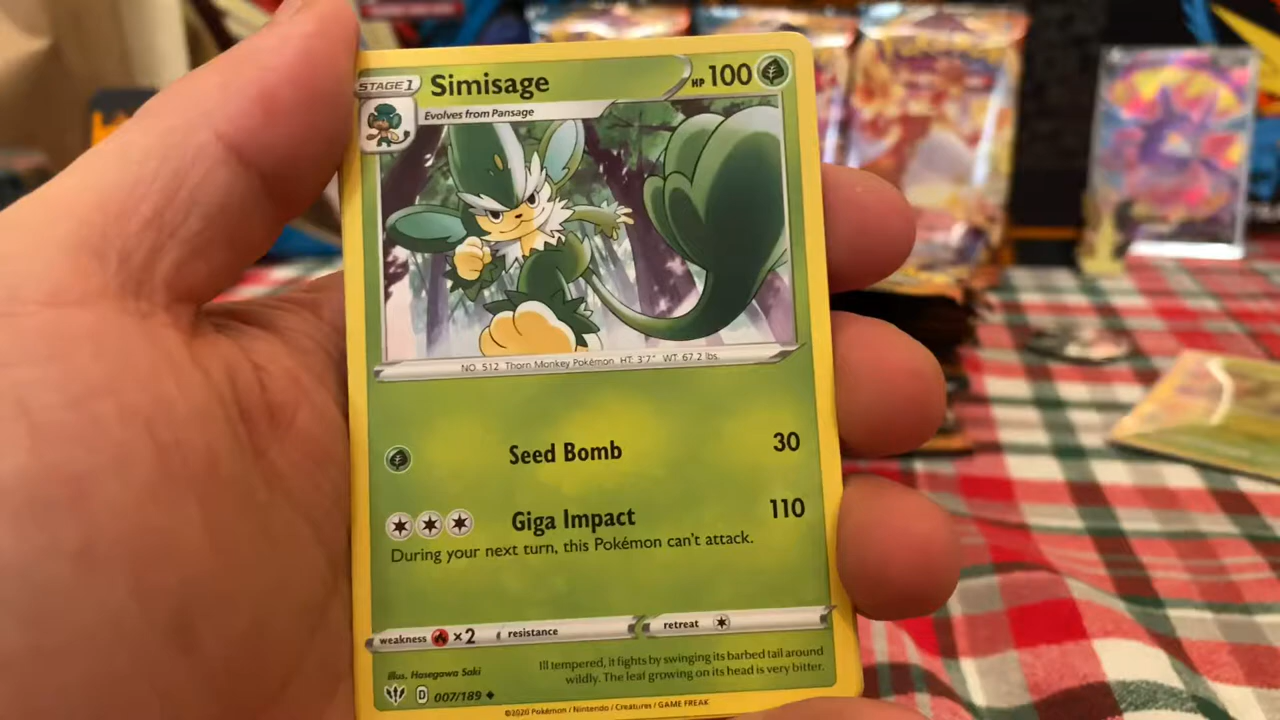 STAGE 1 Simisage HP 100
Evolves from Pansage
NO. 512 Thorn Monkey Pokémon HT: 3'7" WT: 67.2 lbs.
Seed Bomb 30
Giga Impact 110
During your next turn, this Pokémon can't attack.
weakness ×2 resistance retreat
illus. Hasegawa Saki
Ill tempered, it fights by swinging its barbed tail around
wildly. The leaf growing on its head is very bitter.
D 007/189
©2020 Pokémon / Nintendo / Creatures / GAME FREAK